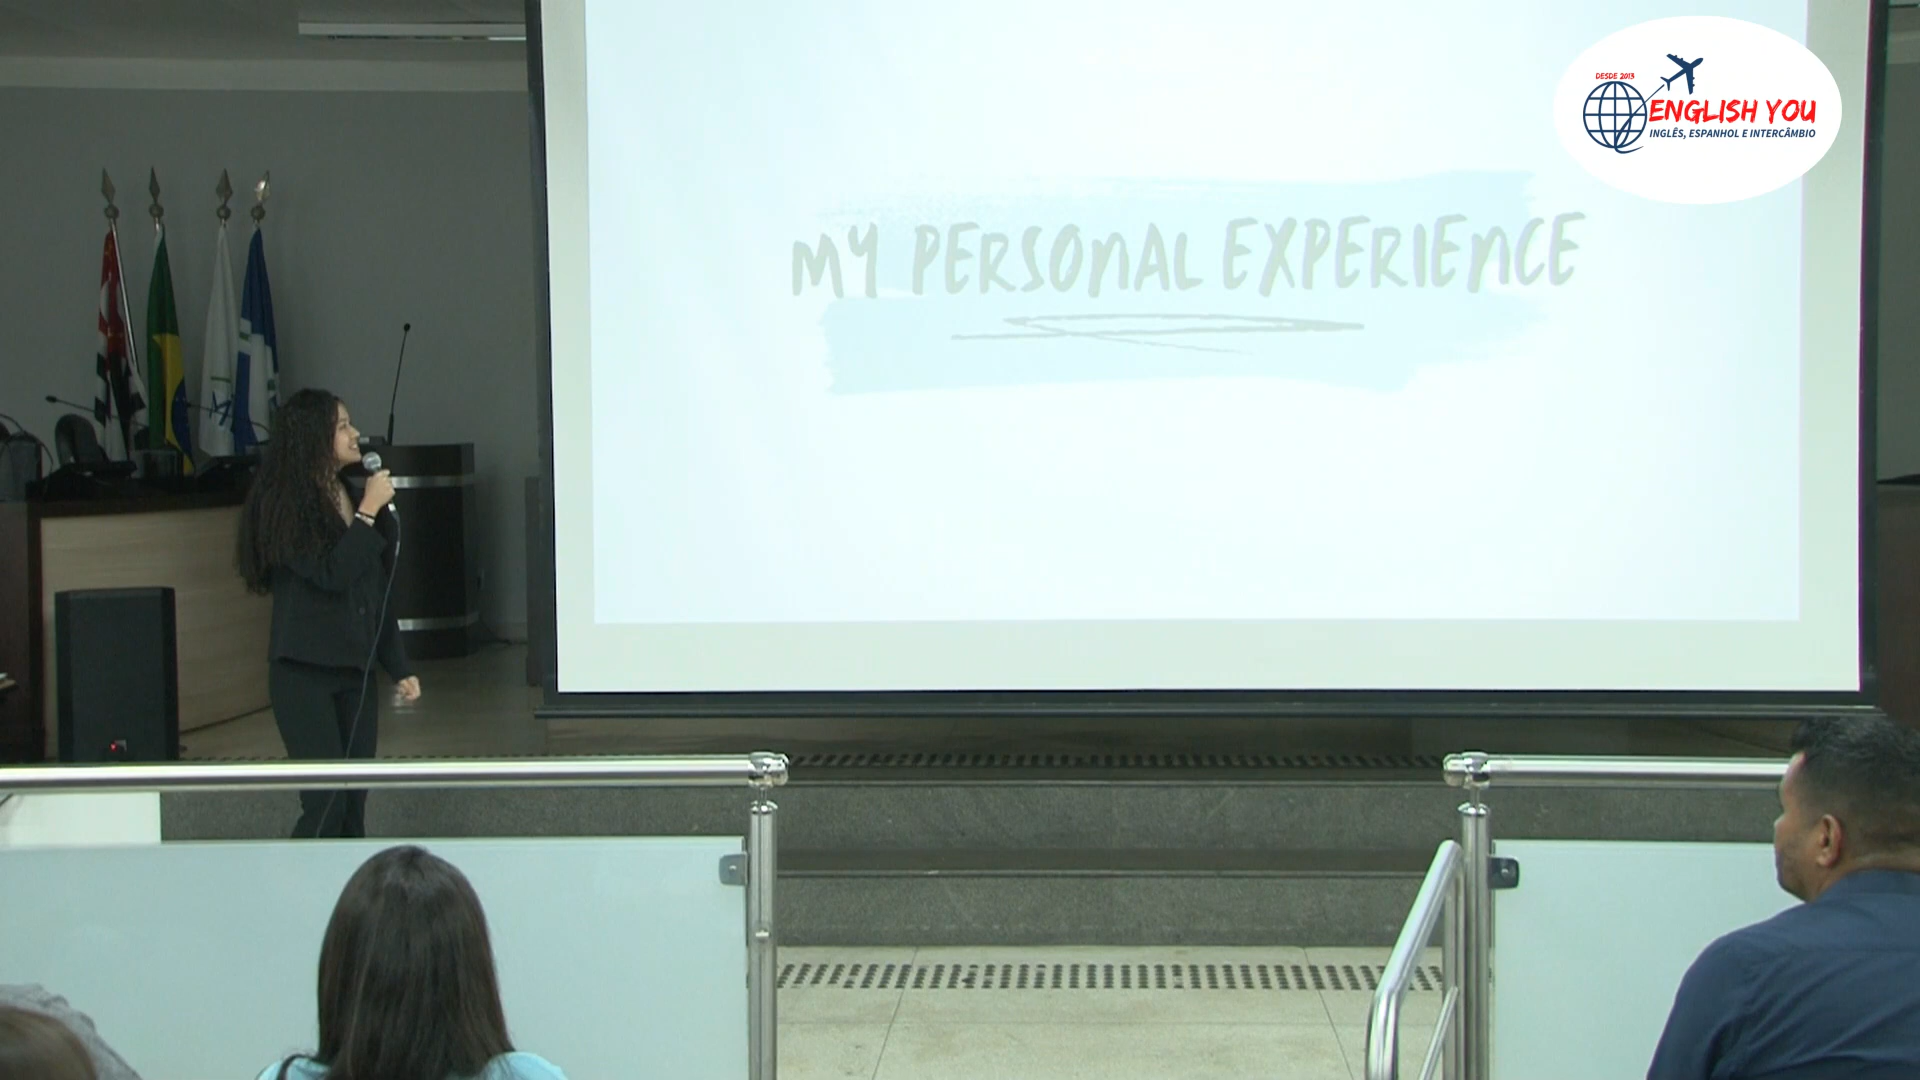 DESDE 2013
ENGLISH YOU
INGLÊS, ESPANHOL E INTERCÂMBIO
MY PERSONAL EXPERIENCE